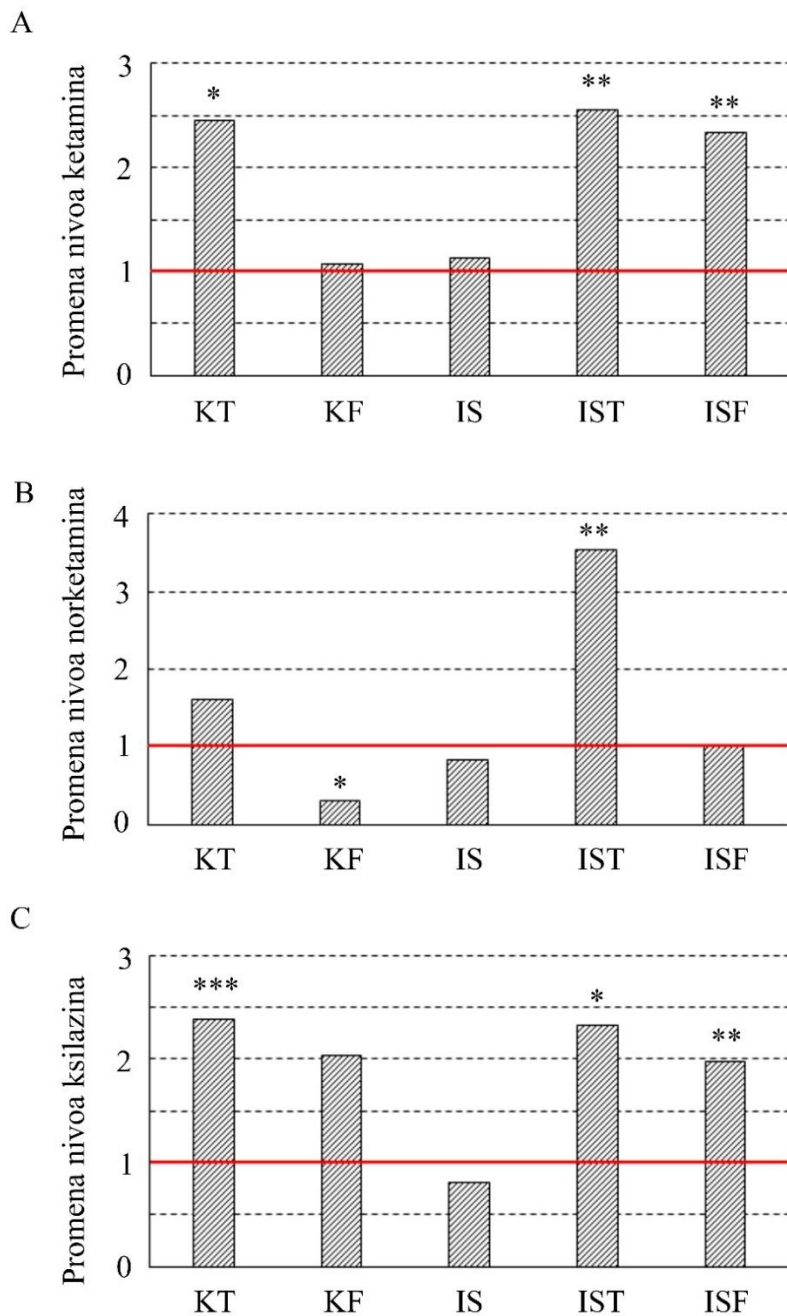 A
Promena nivoa ketamina
3
2
1
0
*
**
**
KT KF IS IST ISF
B
Promena nivoa norketamina
4
3
2
1
0
*
**
KT KF IS IST ISF
C
Promena nivoa ksilazina
3
2
1
0
***
*
**
KT KF IS IST ISF